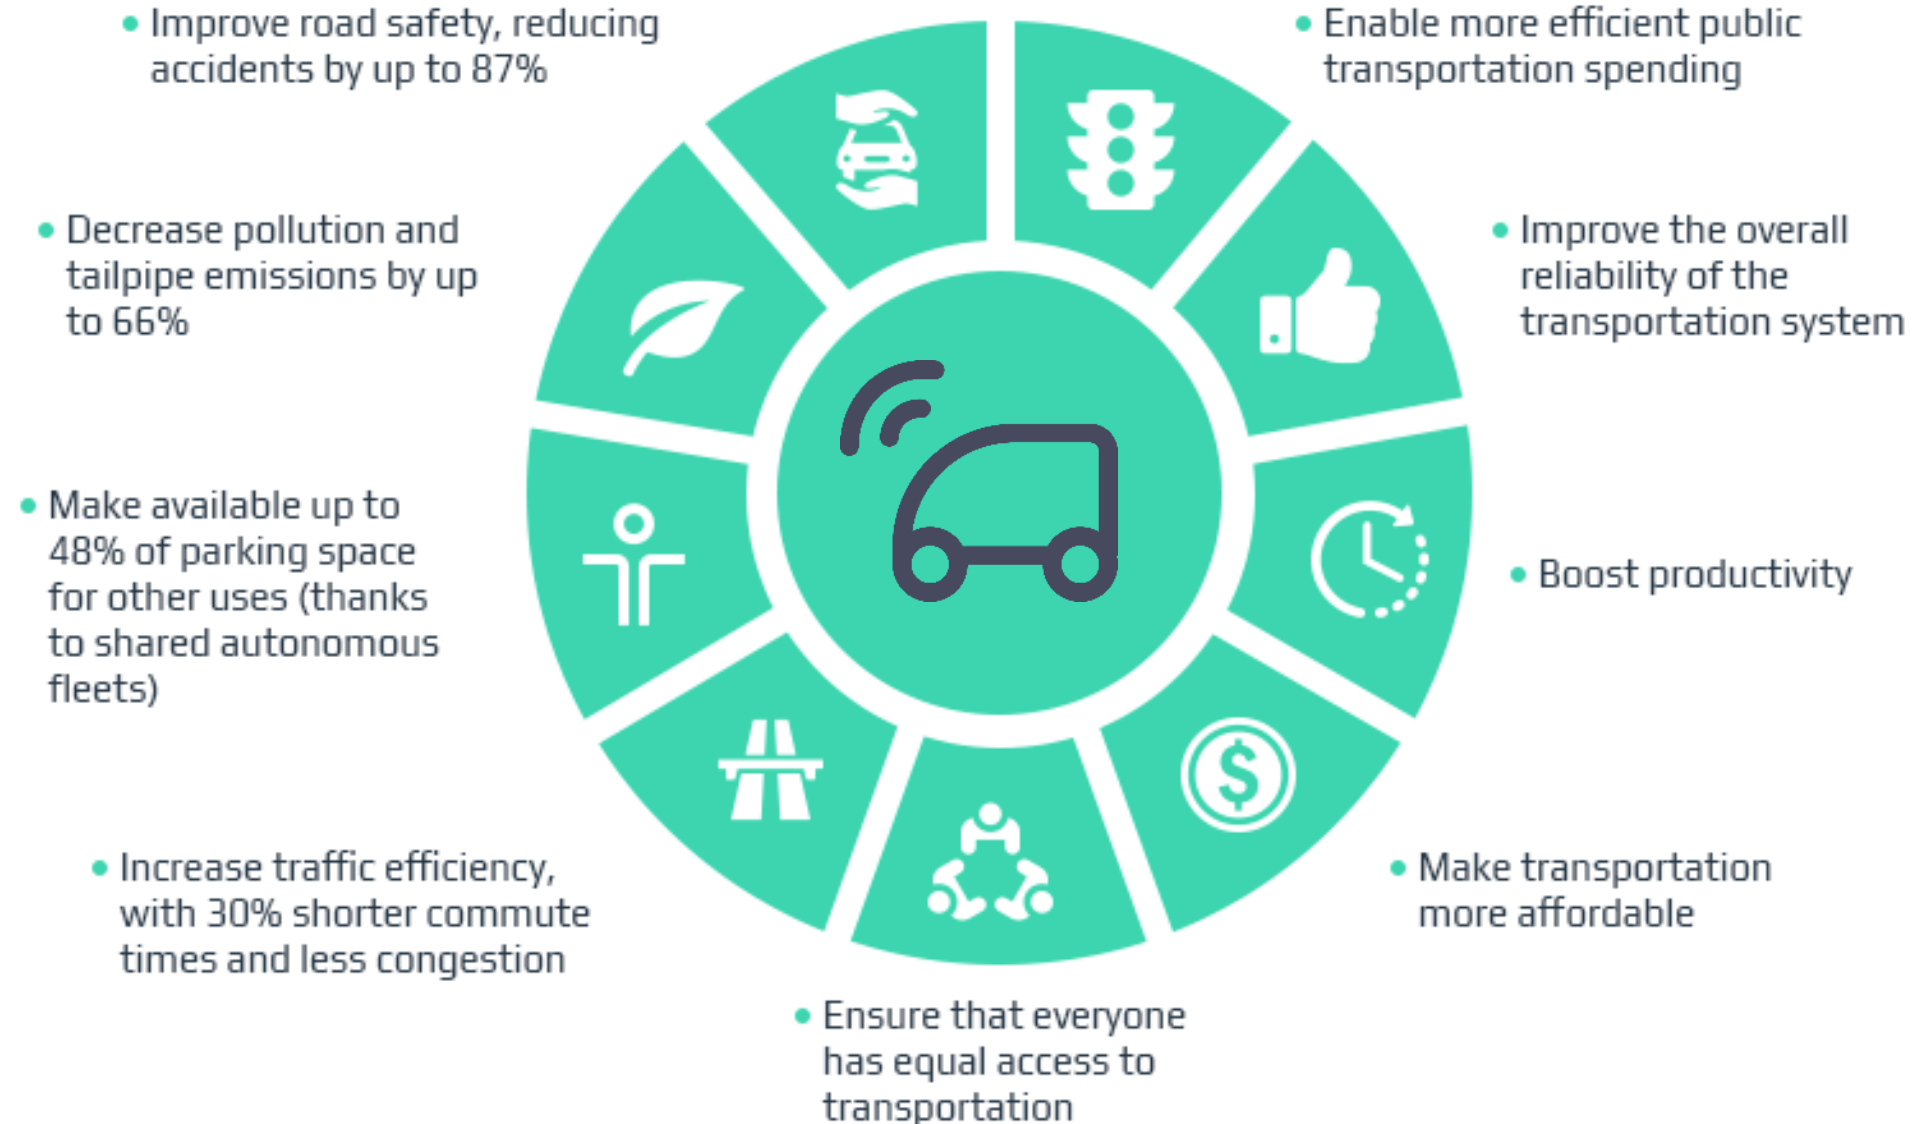 • Improve road safety, reducing
accidents by up to 87%
• Enable more efficient public
transportation spending
• Decrease pollution and
tailpipe emissions by up
to 66%
• Improve the overall
reliability of the
transportation system
• Make available up to
48% of parking space
for other uses (thanks
to shared autonomous
fleets)
• Boost productivity
$
• Increase traffic efficiency,
with 30% shorter commute
times and less congestion
• Make transportation
more affordable
• Ensure that everyone
has equal access to
transportation